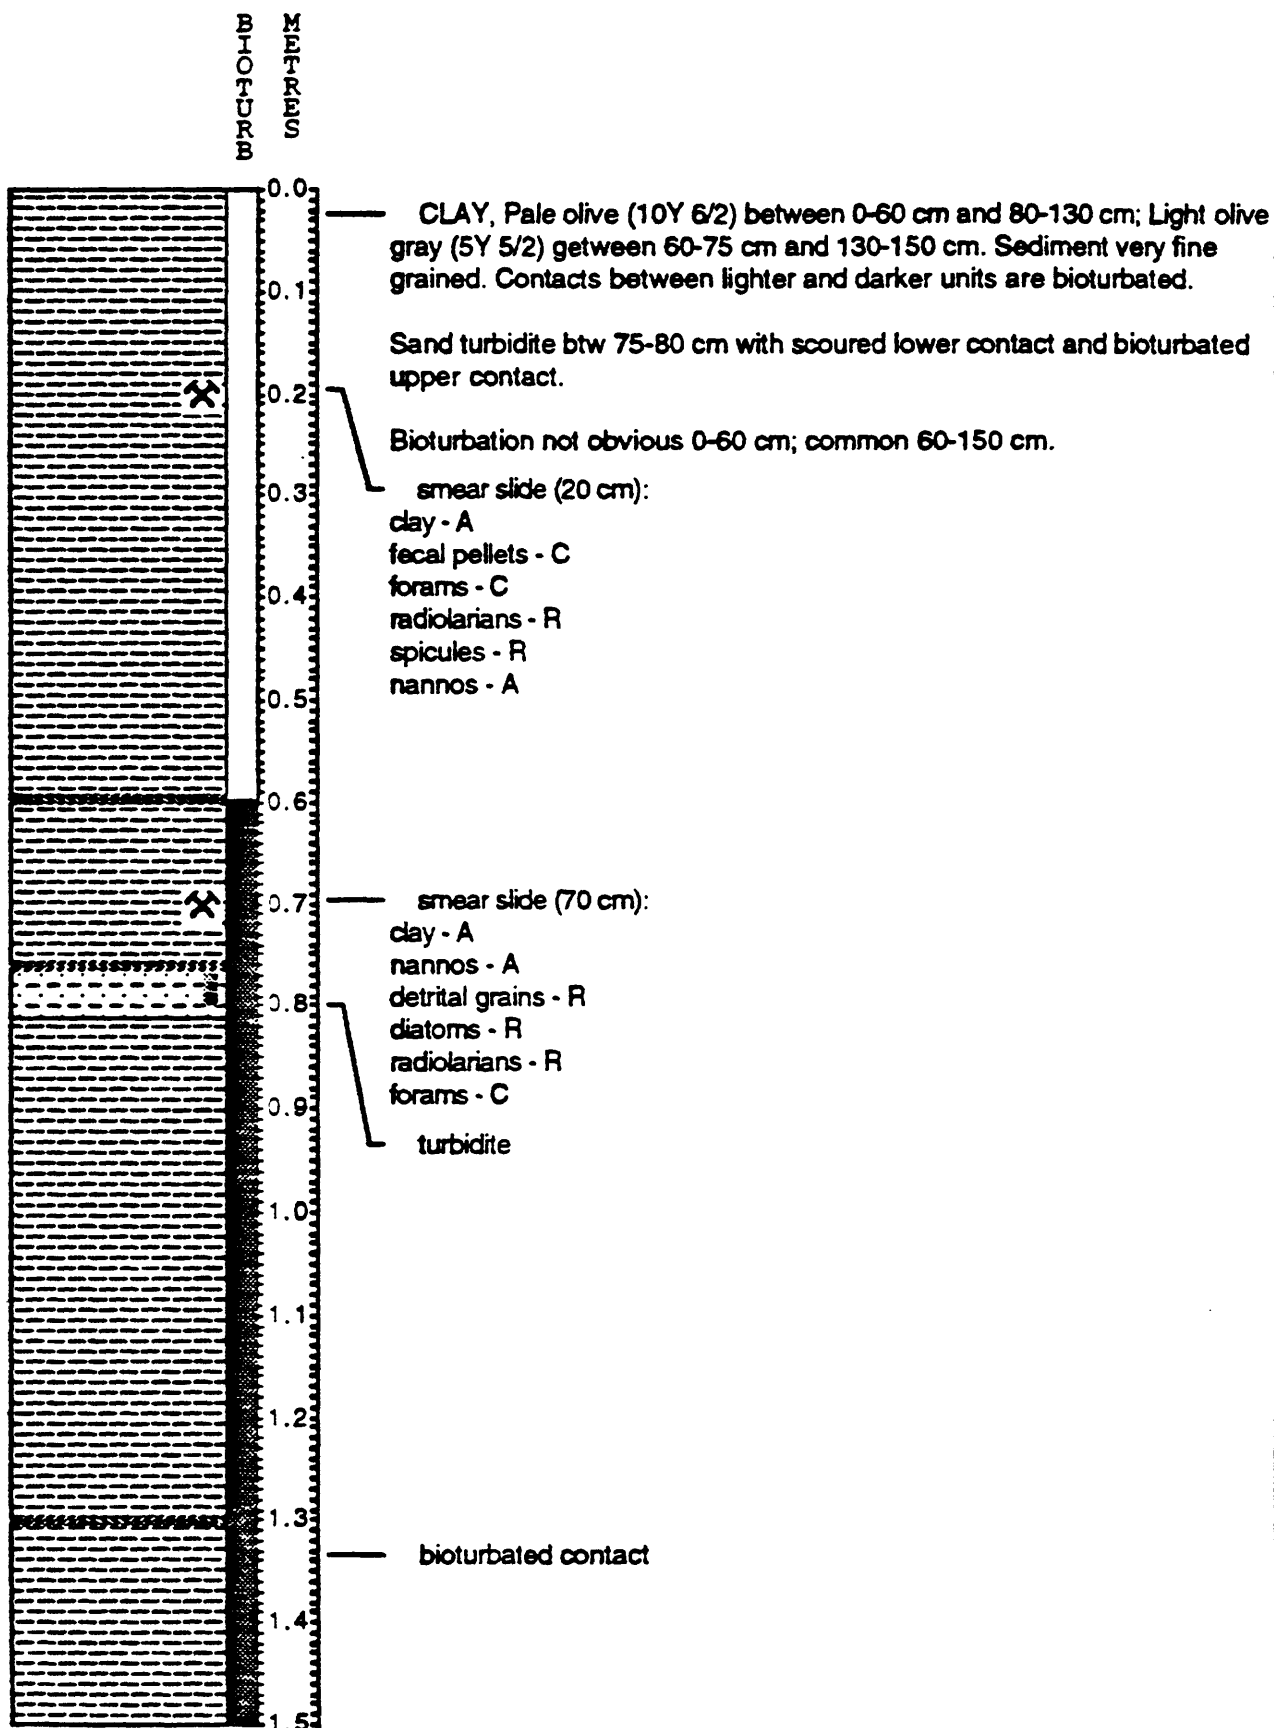 BIOTURB
METRES
0.0
CLAY, Pale olive (10Y 6/2) between 0-60 cm and 80-130 cm; Light olive
gray (5Y 5/2) getween 60-75 cm and 130-150 cm. Sediment very fine
grained. Contacts between lighter and darker units are bioturbated.
0.1
Sand turbidite btw 75-80 cm with scoured lower contact and bioturbated
upper contact.
0.2
Bioturbation not obvious 0-60 cm; common 60-150 cm.
0.3
smear slide (20 cm):
clay - A
fecal pellets - C
forams - C
0.4
radiolarians - R
spicules - R
nannos - A
0.5
0.6
0.7
smear slide (70 cm):
clay - A
nannos - A
detrital grains - R
0.8
diatoms - R
radiolarians - R
forams - C
0.9
turbidite
1.0
1.1
1.2
1.3
bioturbated contact
1.4
1.5